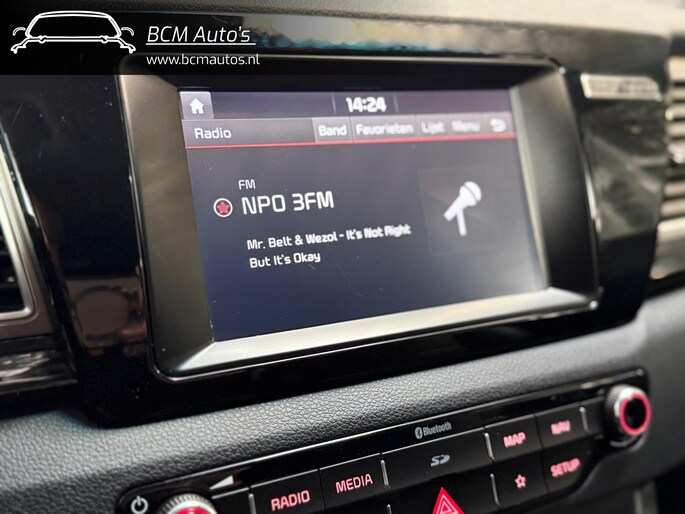 BCM Auto's
www.bcmautos.nl
14:24
Radio Band Favorieten Lijst Menu
FM
NPO 3FM
Mr. Belt & Wezol - It's Not Right
But It's Okay
Bluetooth
RADIO MEDIA SD MAP NAV
SETUP